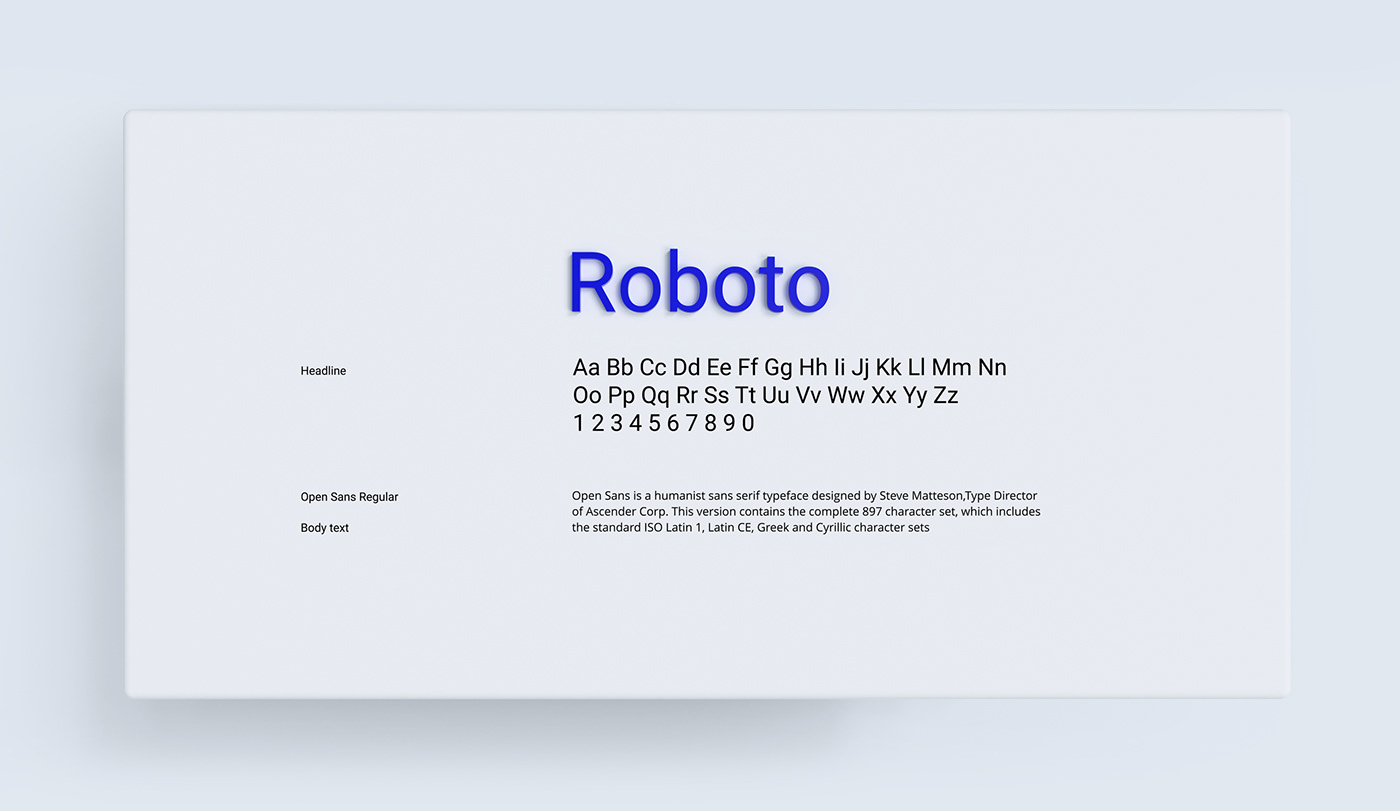 Roboto
Headline
Aa Bb Cc Dd Ee Ff Gg Hh Ii Jj Kk Ll Mm Nn
Oo Pp Qq Rr Ss Tt Uu Vv Ww Xx Yy Zz
1 2 3 4 5 6 7 8 9 0
Open Sans Regular
Body text
Open Sans is a humanist sans serif typeface designed by Steve Matteson,Type Director
of Ascender Corp. This version contains the complete 897 character set, which includes
the standard ISO Latin 1, Latin CE, Greek and Cyrillic character sets